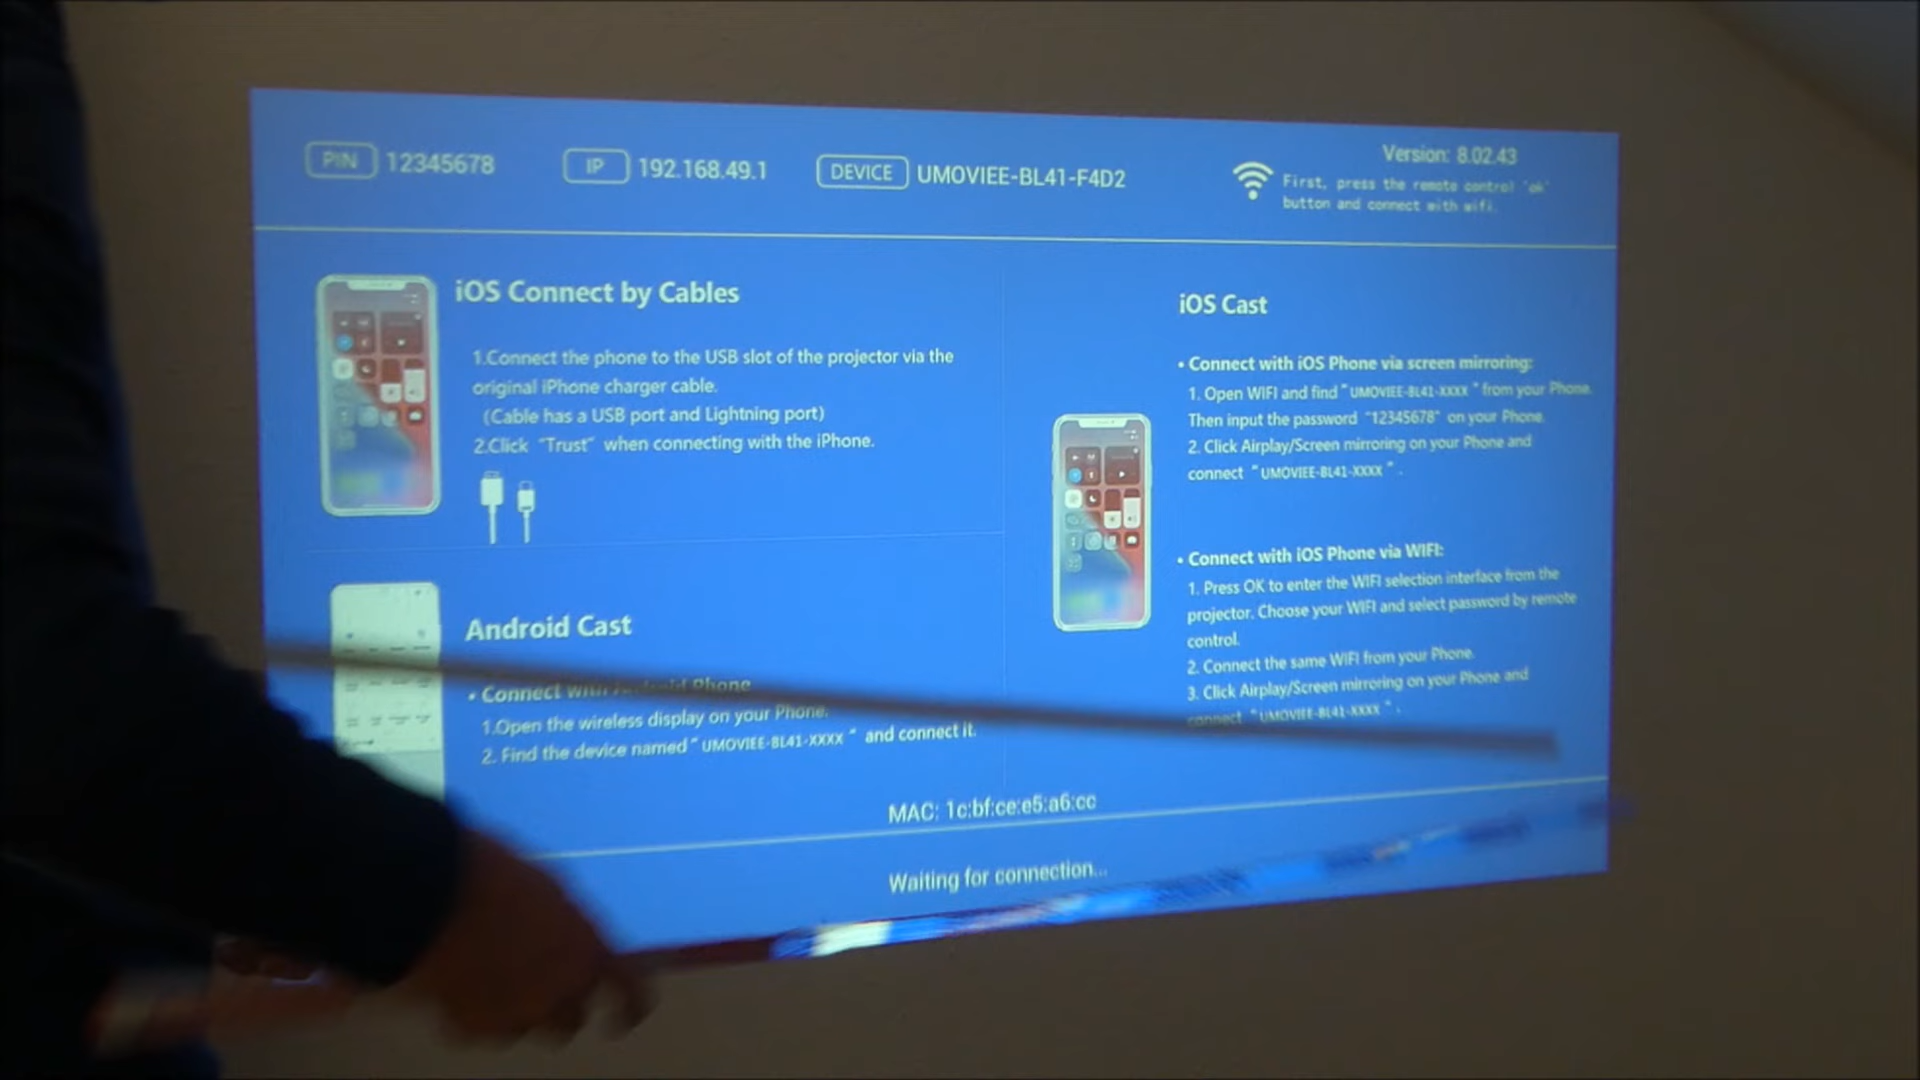 PIN 12345678
IP 192.168.49.1
DEVICE UMOVIEE-BL41-F4D2
Version: 8.02.43
First, press the remote control "ok"
button and connect with wifi.
iOS Connect by Cables
1.Connect the phone to the USB slot of the projector via the
original iPhone charger cable.
(Cable has a USB port and Lightning port)
2.Click "Trust" when connecting with the iPhone.
Android Cast
• Connect with Android Phone
1.Open the wireless display on your Phone.
2. Find the device named "UMOVIEE-BL41-XXXX" and connect it.
iOS Cast
• Connect with iOS Phone via screen mirroring:
1. Open WIFI and find "UMOVIEE-BL41-XXXX" from your Phone.
Then input the password "12345678" on your Phone.
2. Click Airplay/Screen mirroring on your Phone and
connect "UMOVIEE-BL41-XXXX".
• Connect with iOS Phone via WIFI:
1. Press OK to enter the WIFI selection interface from the
projector. Choose your WIFI and select password by remote
control.
2. Connect the same WIFI from your Phone.
3. Click Airplay/Screen mirroring on your Phone and
connect "UMOVIEE-BL41-XXXX".
MAC: 1c:bf:ce:e5:a6:cc
Waiting for connection...